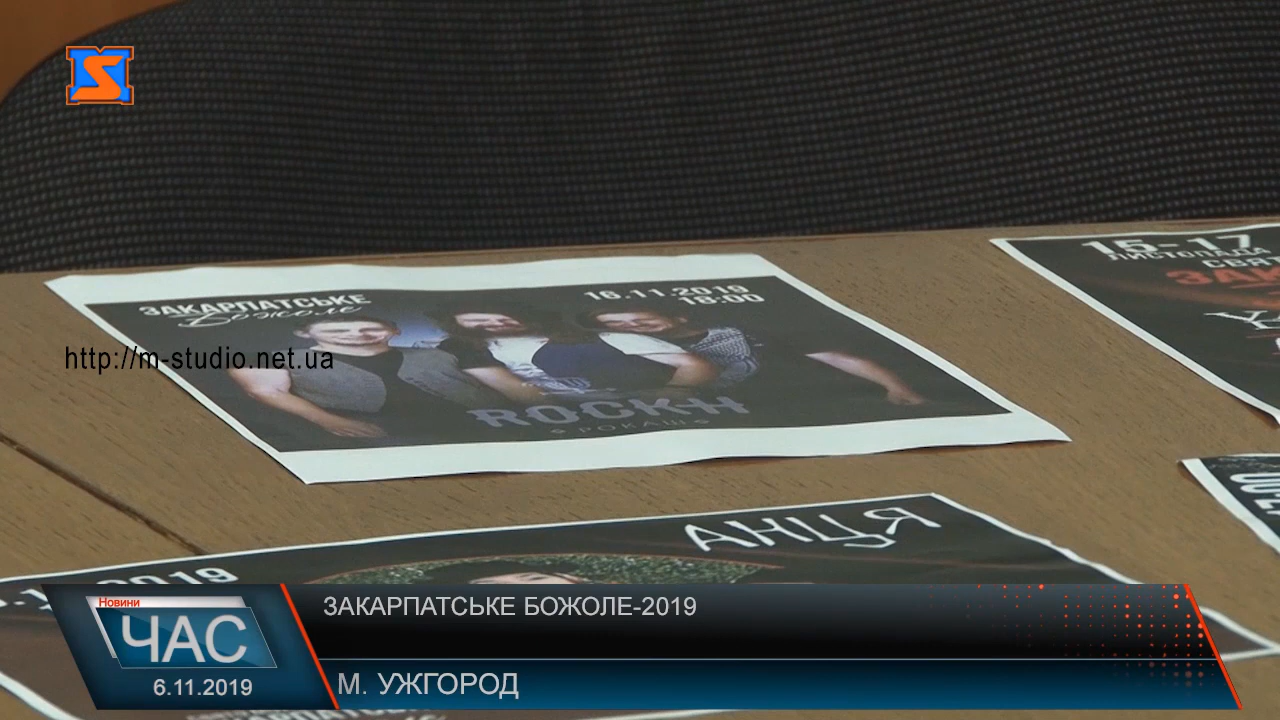 ЗАКАРПАТСЬКЕ
Божоле
16.11.2019
18:00
ROCKH
РОКАШ
15-17
ЛИСТОПАДА
http://m-studio.net.ua
АНЦЯ
Новини
ЧАС
6.11.2019
ЗАКАРПАТСЬКЕ БОЖОЛЕ-2019
М. УЖГОРОД